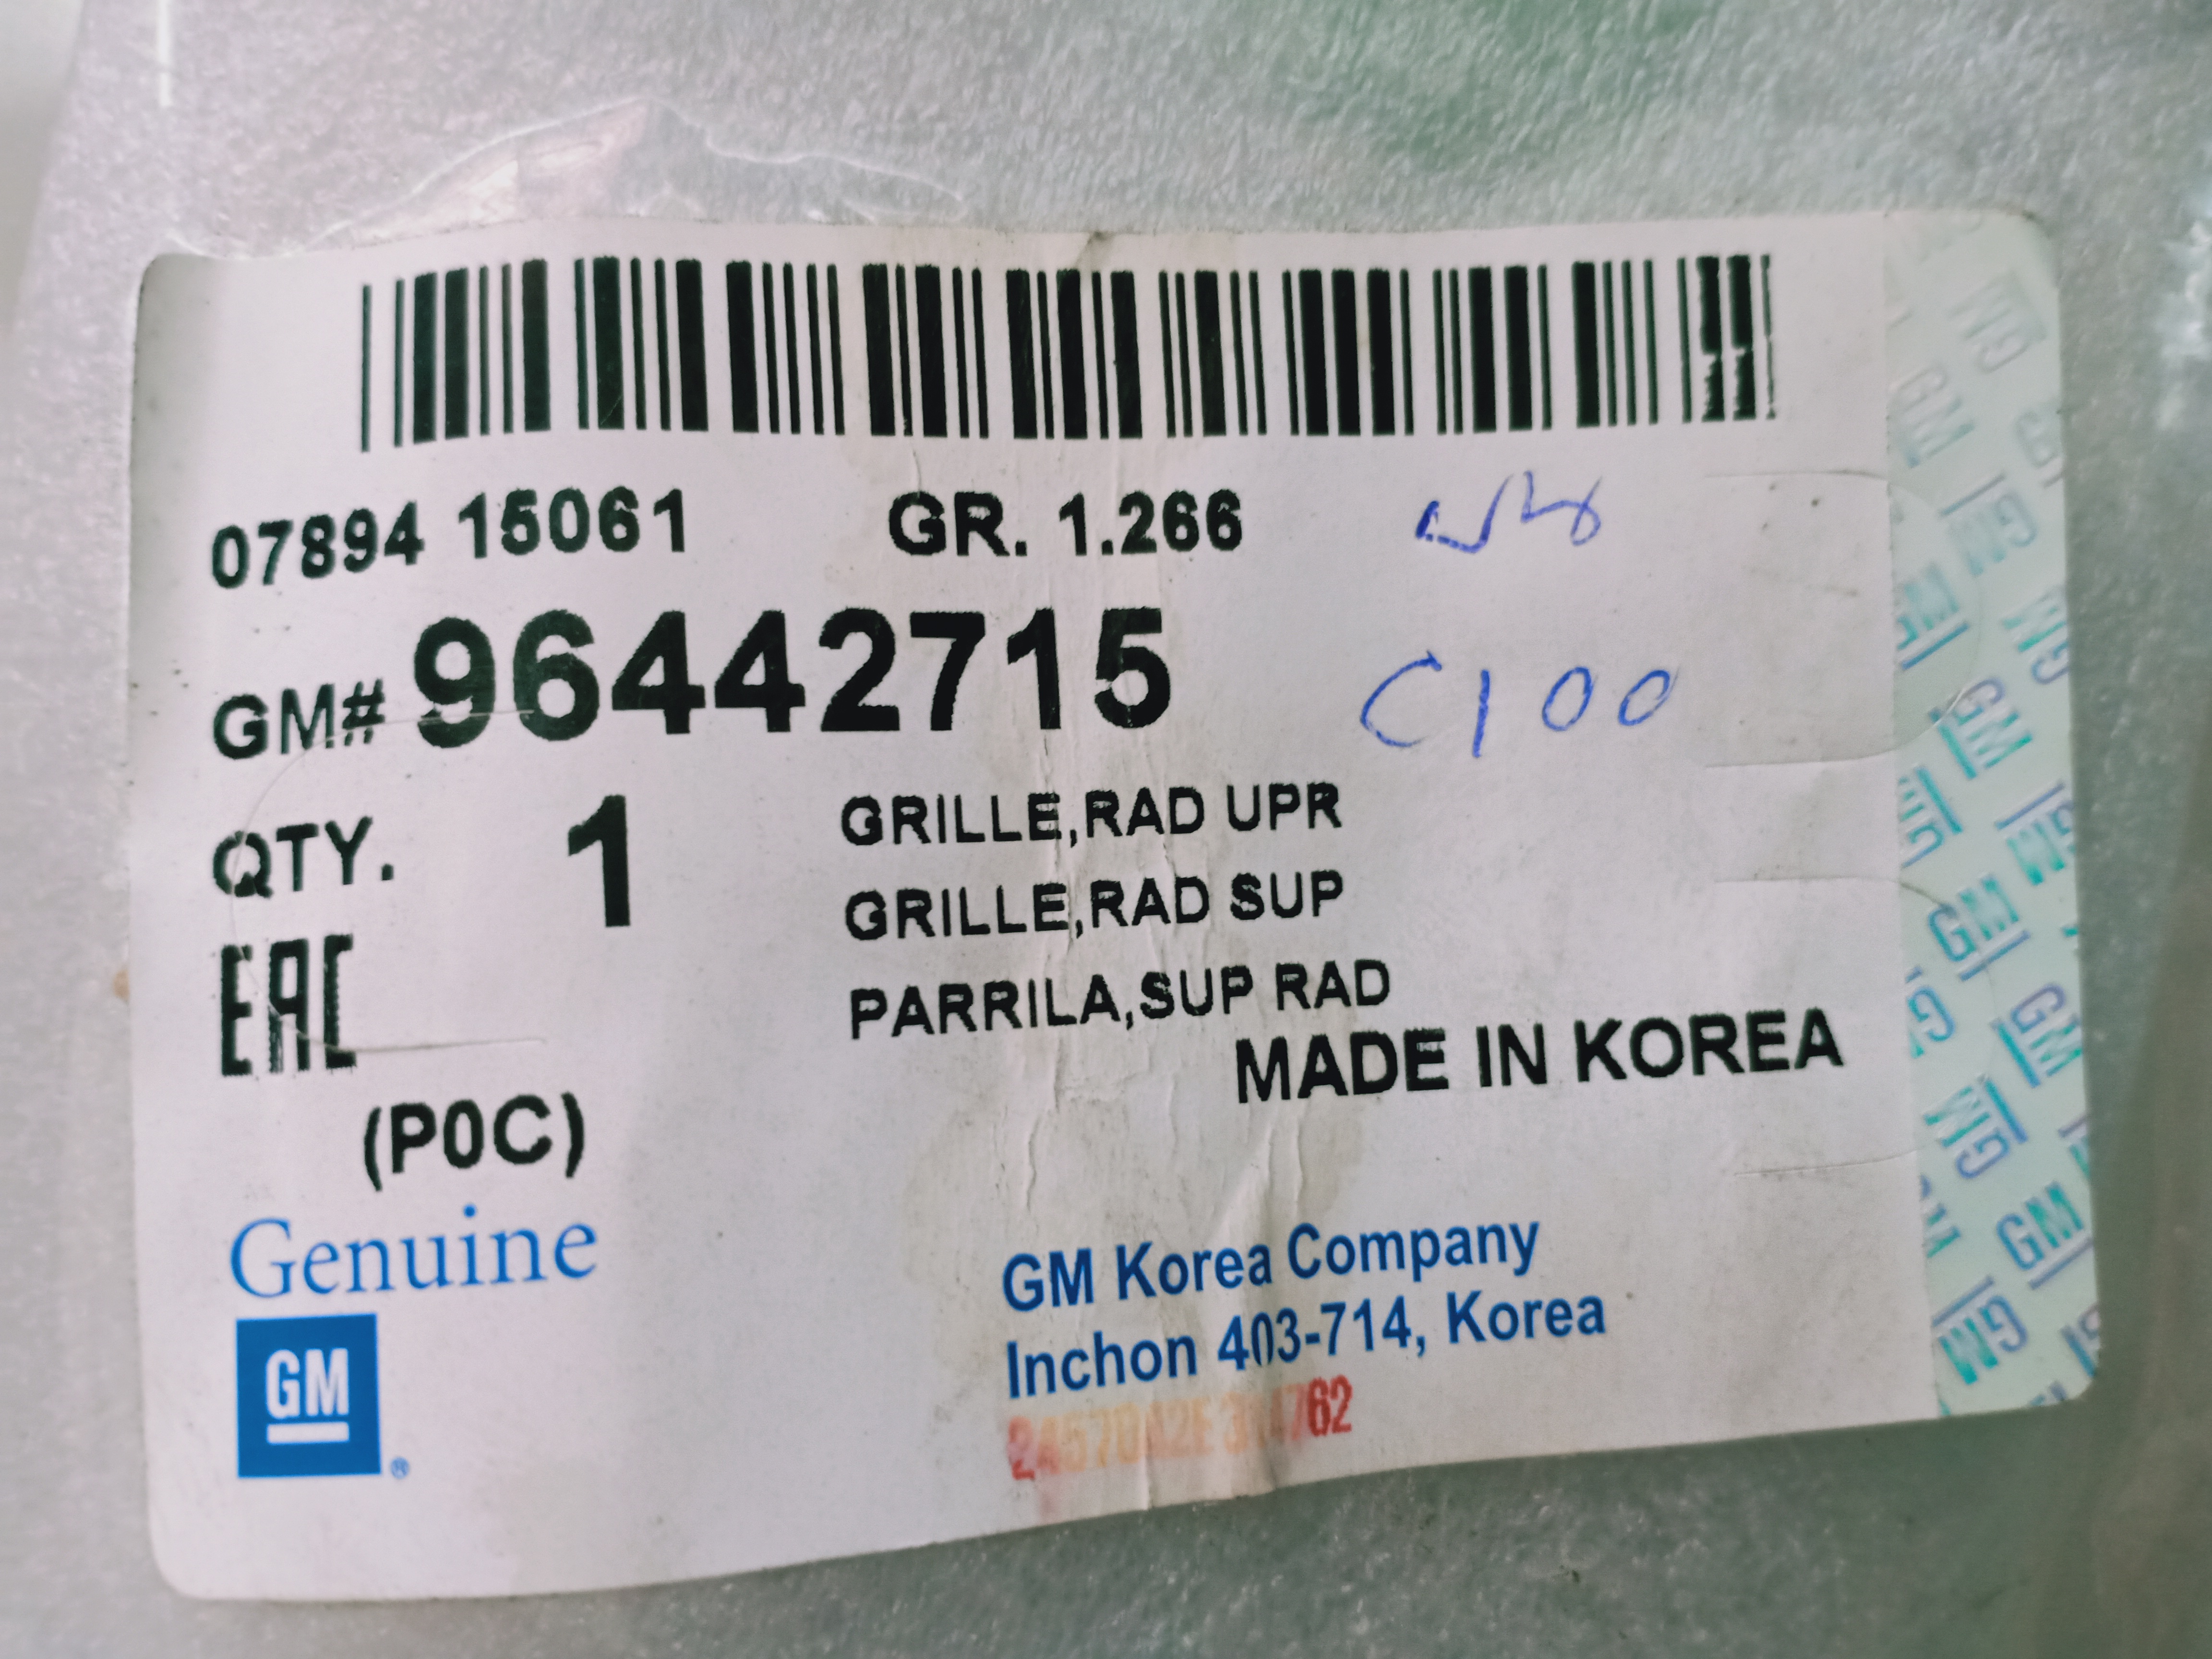 07894 15061 GR. 1.266
GM# 96442715 C100
QTY. 1 GRILLE,RAD UPR
GRILLE,RAD SUP
EAC PARRILA,SUP RAD
MADE IN KOREA
(P0C)
Genuine
GM Korea Company
Inchon 403-714, Korea
GM ®